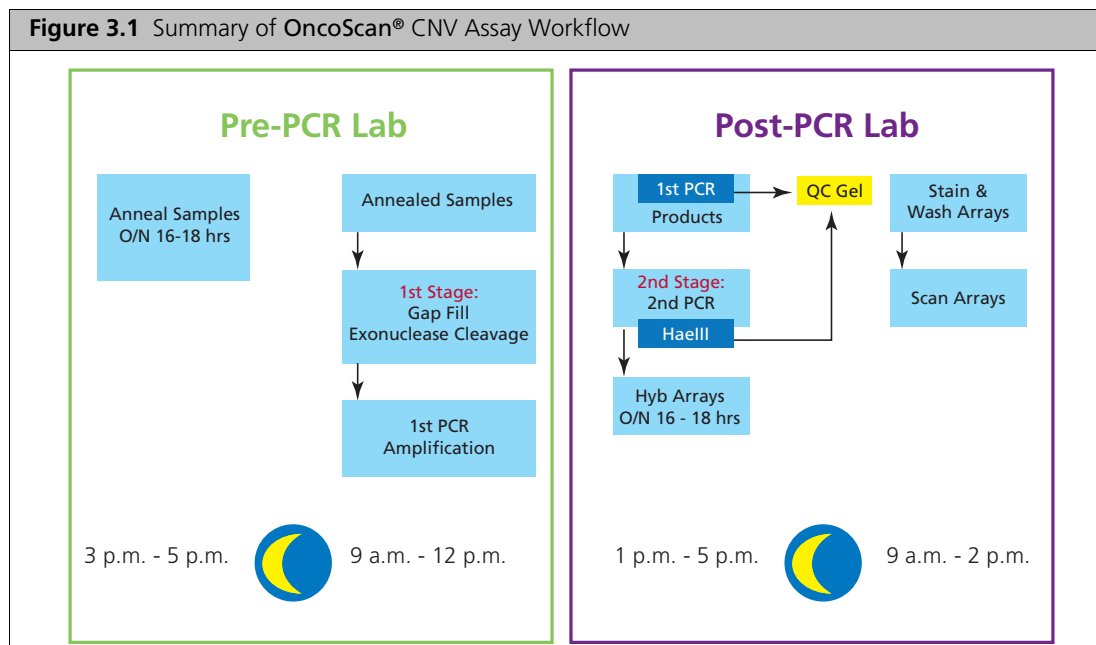 Figure 3.1 Summary of OncoScan® CNV Assay Workflow
Pre-PCR Lab
Anneal Samples
O/N 16-18 hrs
Annealed Samples
1st Stage:
Gap Fill
Exonuclease Cleavage
1st PCR
Amplification
3 p.m. - 5 p.m.
9 a.m. - 12 p.m.
Post-PCR Lab
1st PCR
Products
QC Gel
2nd Stage:
2nd PCR
HaeIII
Hyb Arrays
O/N 16 - 18 hrs
Stain &
Wash Arrays
Scan Arrays
1 p.m. - 5 p.m.
9 a.m. - 2 p.m.